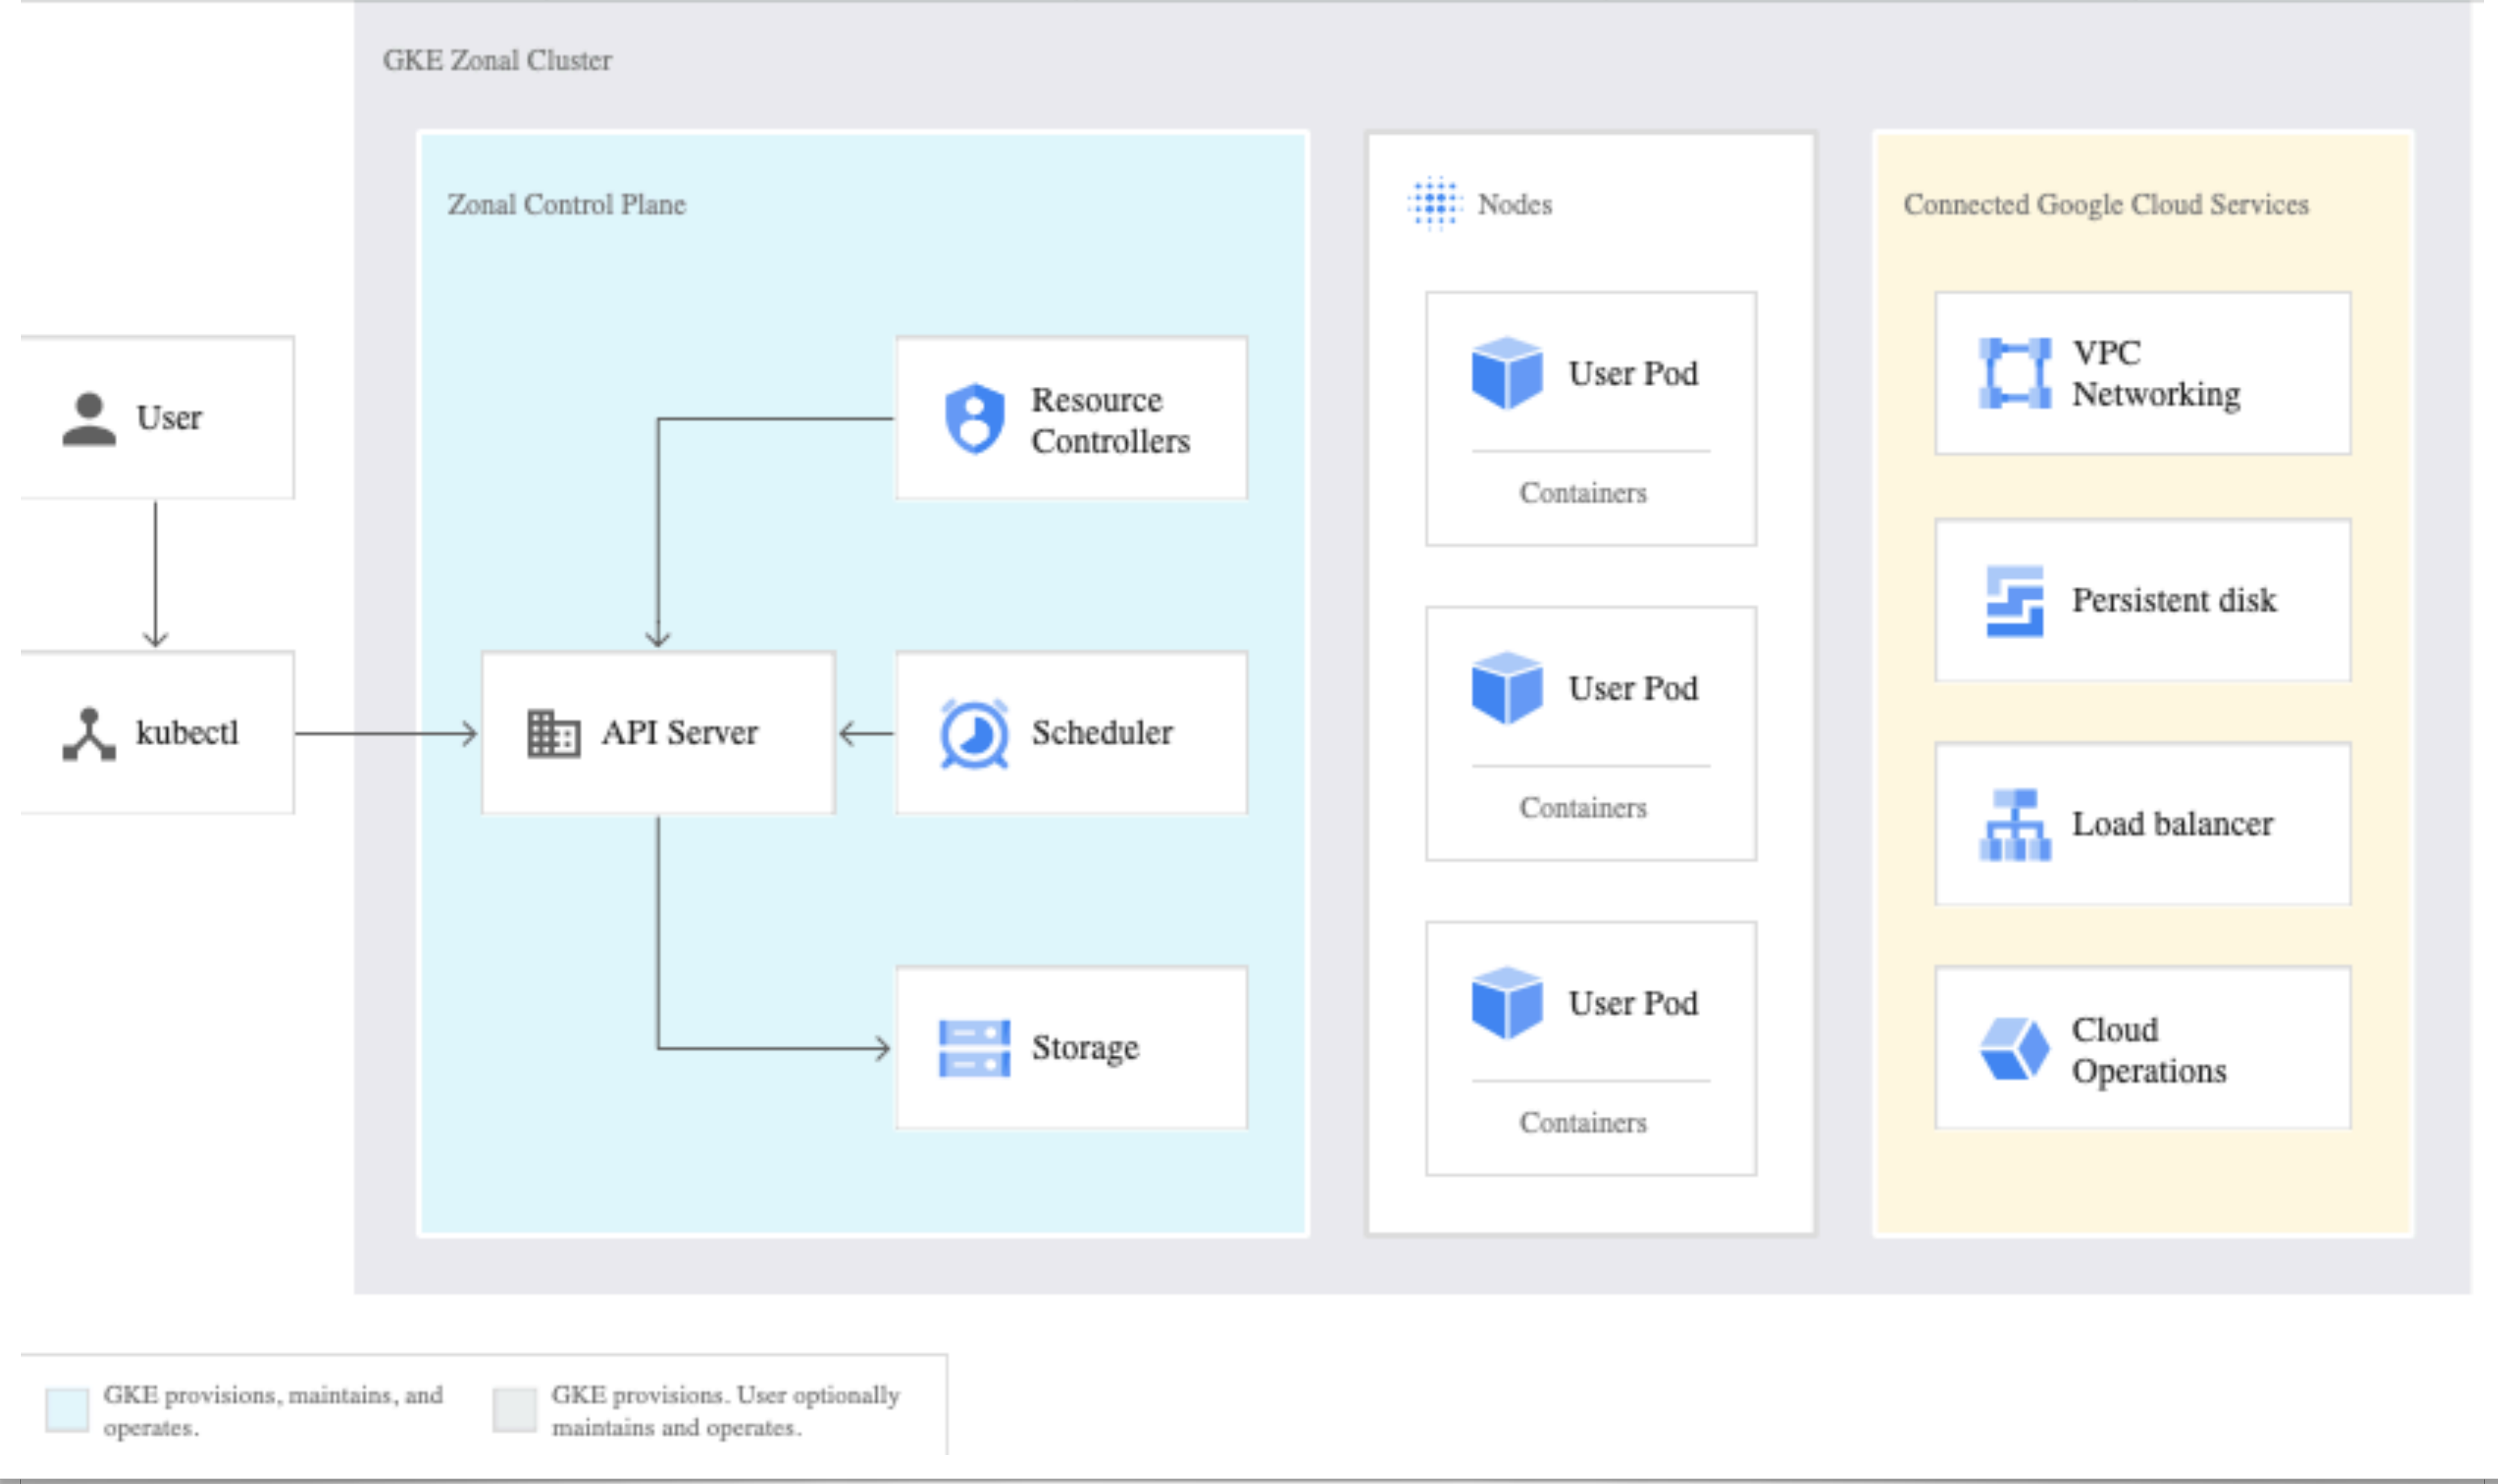 GKE Zonal Cluster
Zonal Control Plane
Nodes
Connected Google Cloud Services
User
kubectl
Resource
Controllers
API Server
Scheduler
Storage
User Pod
Containers
User Pod
Containers
User Pod
Containers
VPC
Networking
Persistent disk
Load balancer
Cloud
Operations
GKE provisions, maintains, and
operates.
GKE provisions. User optionally
maintains and operates.